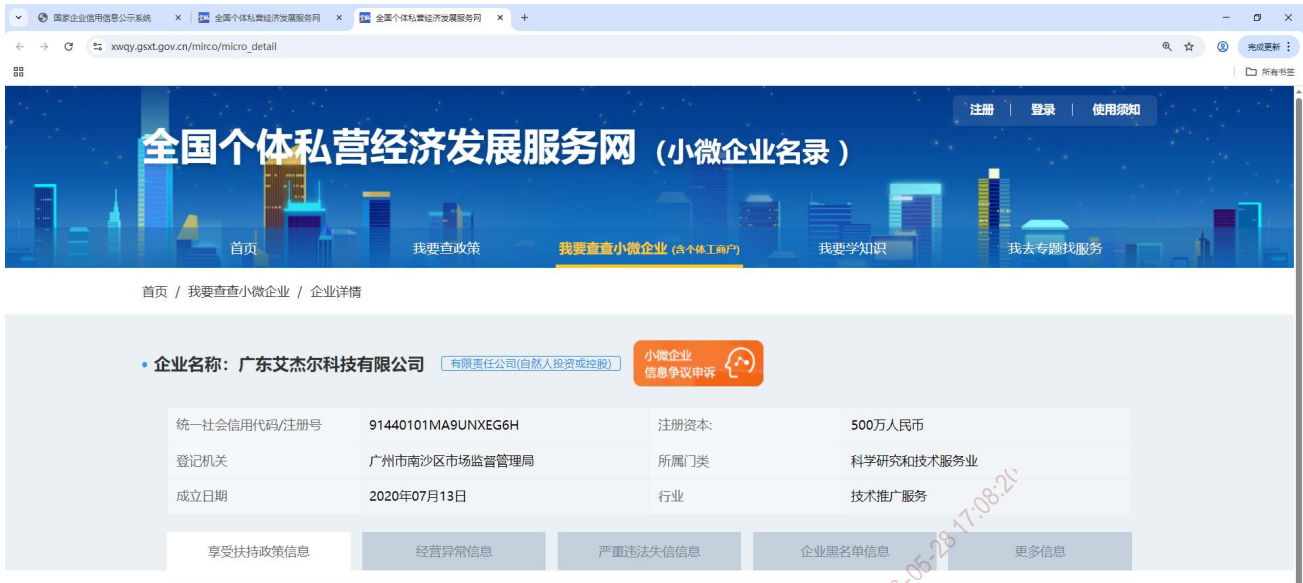 国家企业信用信息公示系统
全国个体私营经济发展服务网
全国个体私营经济发展服务网
xwqy.gsxt.gov.cn/mirco/micro_detail
完成更新
所有书签
注册 | 登录 | 使用须知
全国个体私营经济发展服务网（小微企业名录）
首页 我要查政策 我要查查小微企业 (含个体工商户) 我要学知识 我去专题找服务
首页 / 我要查查小微企业 / 企业详情
企业名称：广东艾杰尔科技有限公司 有限责任公司(自然人投资或控股)
小微企业
信息争议申诉
统一社会信用代码/注册号 91440101MA9UNXEG6H 注册资本: 500万人民币
登记机关 广州市南沙区市场监督管理局 所属门类 科学研究和技术服务业
成立日期 2020年07月13日 行业 技术推广服务
享受扶持政策信息 经营异常信息 严重违法失信信息 企业黑名单信息 更多信息
05-28 17:08:20